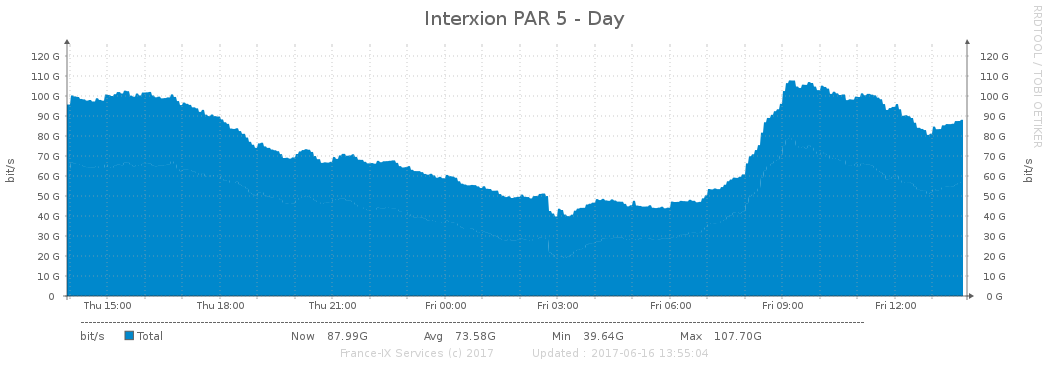 Interxion PAR 5 - Day
RRDTOOL / TOBI OETIKER
bit/s
120 G 120 G
110 G 110 G
100 G 100 G
90 G 90 G
80 G 80 G
70 G 70 G
60 G 60 G
50 G 50 G
40 G 40 G
30 G 30 G
20 G 20 G
10 G 10 G
0 0 G
bit/s
Thu 15:00 Thu 18:00 Thu 21:00 Fri 00:00 Fri 03:00 Fri 06:00 Fri 09:00 Fri 12:00
bit/s Total Now 87.99G Avg 73.58G Min 39.64G Max 107.70G
France-IX Services (c) 2017 Updated : 2017-06-16 13:55:04